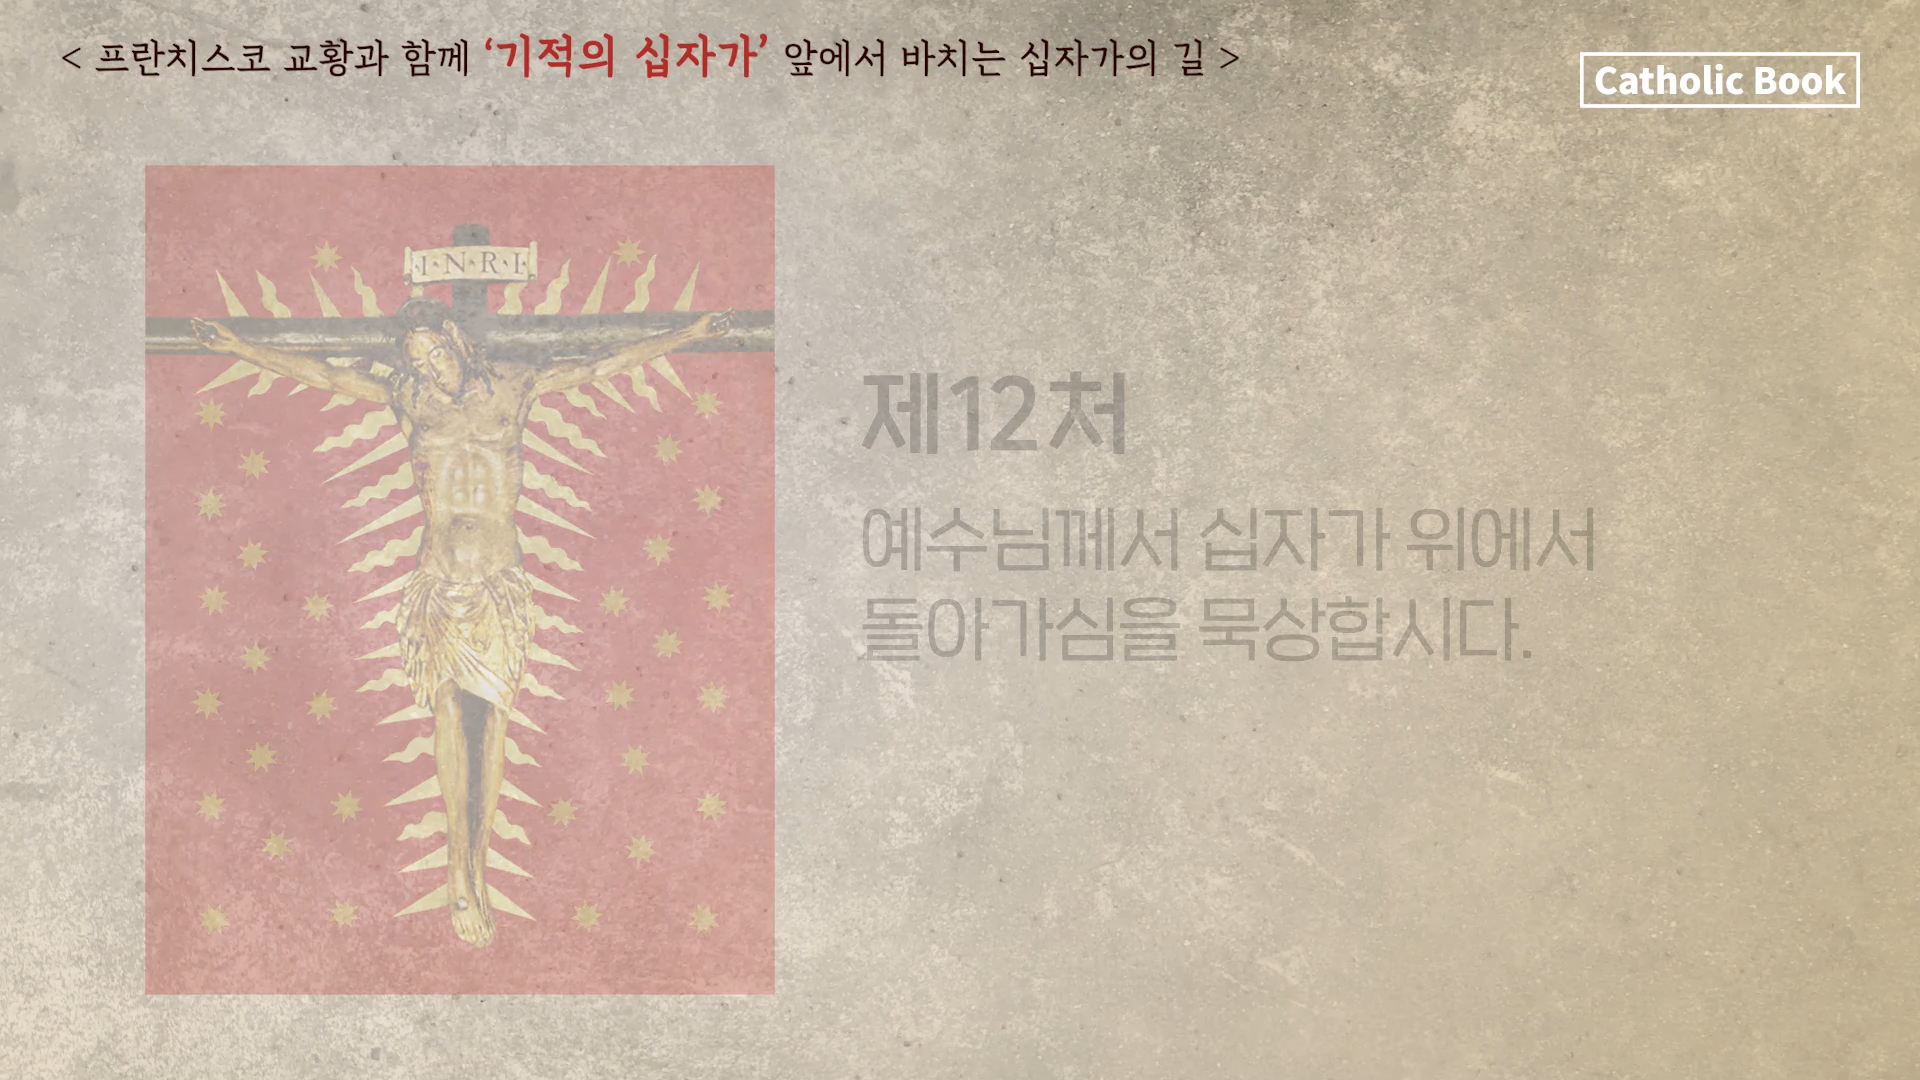 < 프란치스코 교황과 함께 ‘기적의 십자가’ 앞에서 바치는 십자가의 길 >
Catholic Book
I·N·R·I
제12처
예수님께서 십자가 위에서
돌아가심을 묵상합시다.